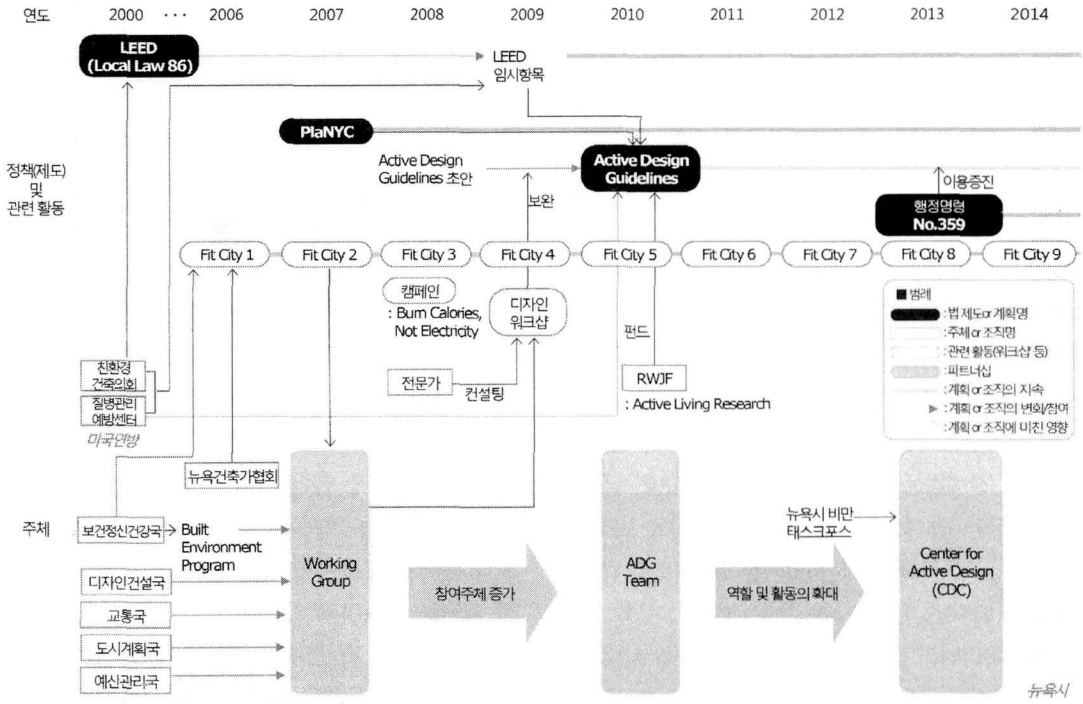 연도 2000 ··· 2006 2007 2008 2009 2010 2011 2012 2013 2014
LEED
(Local Law 86)
LEED
임시항목
PlaNYC
정책(제도)
및
관련 활동
Active Design
Guidelines 초안
Active Design
Guidelines
보완
이용증진
행정명령
No.359
Fit City 1 Fit City 2 Fit City 3 Fit City 4 Fit City 5 Fit City 6 Fit City 7 Fit City 8 Fit City 9
캠페인
: Burn Calories,
Not Electricity
디자인
워크샵
펀드
전문가
컨설팅
RWJF
: Active Living Research
■ 범례
: 법제도or계획명
: 주체 or 조직명
: 관련 활동(워크샵 등)
: 파트너십
: 계획 or 조직의 지속
: 계획 or 조직의 변화/참여
: 계획 or 조직에 미친 영향
친환경
건축의회
질병관리
예방센터
미국연방
뉴욕건축가협회
주체
보건정신건강국
Built
Environment
Program
디자인건설국
교통국
도시계획국
예산관리국
Working
Group
참여주체 증가
ADG
Team
역할 및 활동의 확대
뉴욕시 비만
태스크포스
Center for
Active Design
(CDC)
뉴욕시